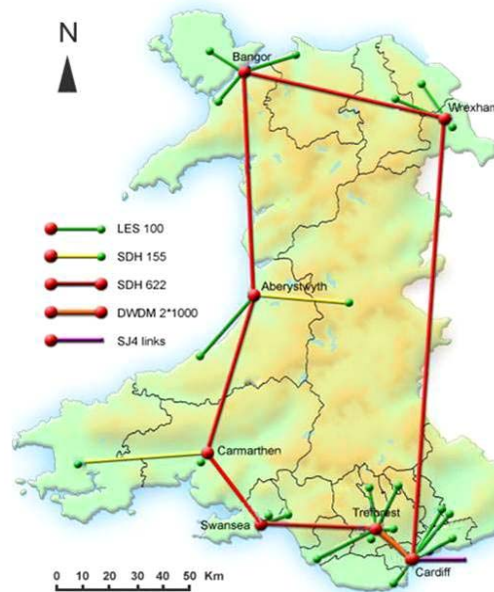 N
Bangor
Wrexham
LES 100
SDH 155
SDH 622
DWDM 2*1000
SJ4 links
Aberystwyth
Carmarthen
Swansea
Treforest
Cardiff
0 10 20 30 40 50 Km